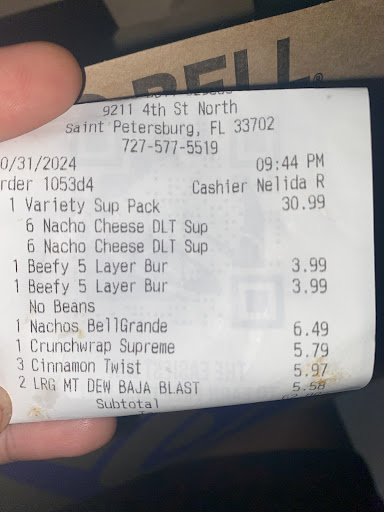 BELL
9211 4th St North
Saint Petersburg, FL 33702
727-577-5519
0/31/2024 09:44 PM
rder 1053d4 Cashier Nelida R
1 Variety Sup Pack 30.99
6 Nacho Cheese DLT Sup
6 Nacho Cheese DLT Sup
1 Beefy 5 Layer Bur 3.99
1 Beefy 5 Layer Bur 3.99
No Beans
1 Nachos BellGrande 6.49
1 Crunchwrap Supreme 5.79
3 Cinnamon Twist 5.97
2 LRG MT DEW BAJA BLAST 5.58
Subtotal